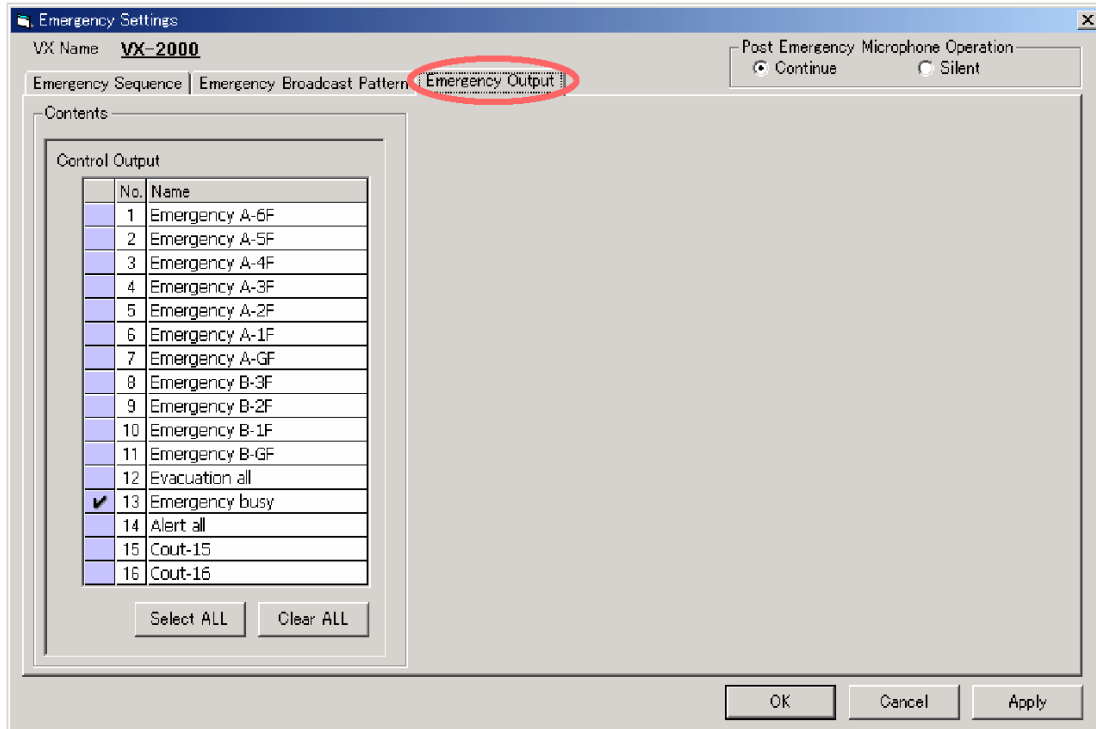 Emergency Settings
VX Name VX-2000
Post Emergency Microphone Operation
Continue Silent
Emergency Sequence Emergency Broadcast Pattern Emergency Output
Contents
Control Output
No. Name
1 Emergency A-6F
2 Emergency A-5F
3 Emergency A-4F
4 Emergency A-3F
5 Emergency A-2F
6 Emergency A-1F
7 Emergency A-GF
8 Emergency B-3F
9 Emergency B-2F
10 Emergency B-1F
11 Emergency B-GF
12 Evacuation all
13 Emergency busy
14 Alert all
15 Cout-15
16 Cout-16
Select ALL Clear ALL
OK Cancel Apply